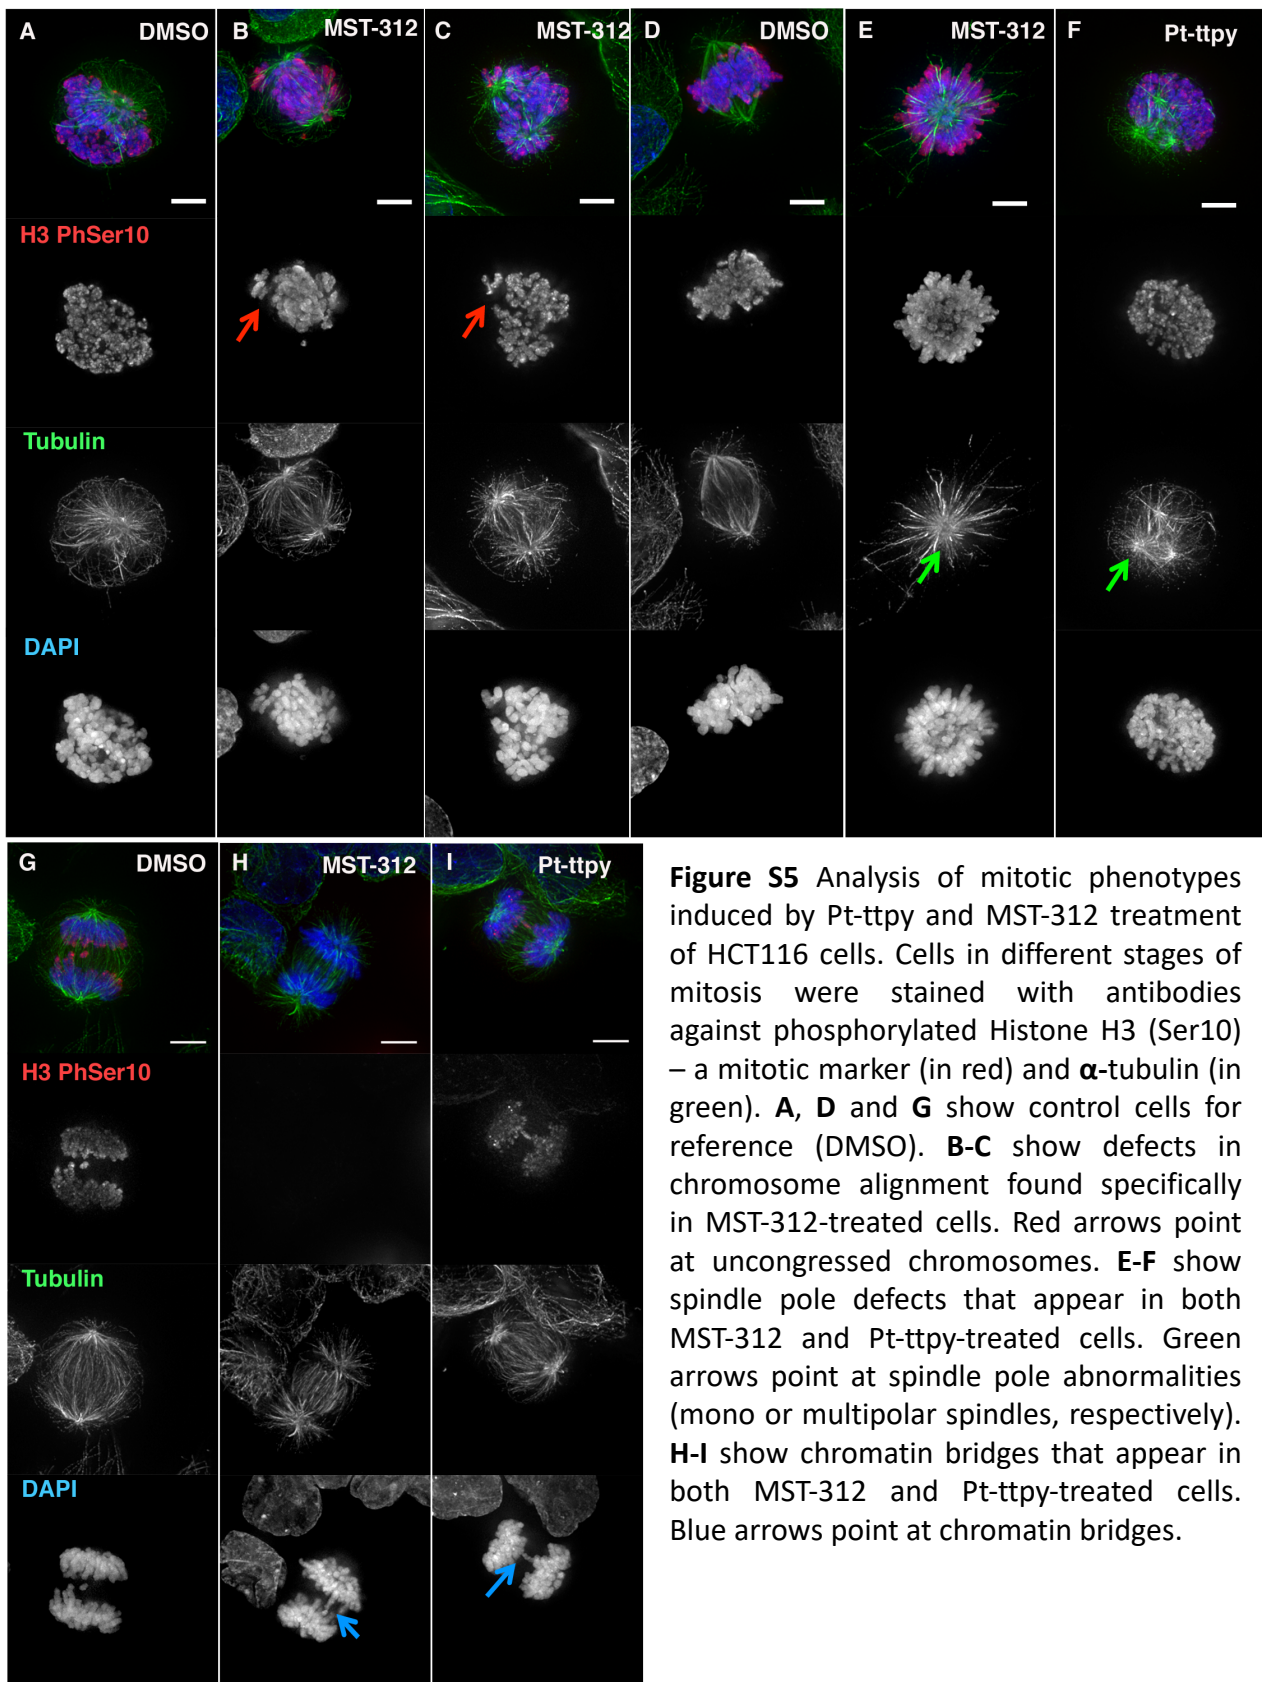 A DMSO B MST-312 C MST-312 D DMSO E MST-312 F Pt-ttpy
H3 PhSer10
Tubulin
DAPI
G DMSO H MST-312 I Pt-ttpy
H3 PhSer10
Tubulin
DAPI
Figure S5 Analysis of mitotic phenotypes
induced by Pt-ttpy and MST-312 treatment
of HCT116 cells. Cells in different stages of
mitosis were stained with antibodies
against phosphorylated Histone H3 (Ser10)
– a mitotic marker (in red) and α-tubulin (in
green). A, D and G show control cells for
reference (DMSO). B-C show defects in
chromosome alignment found specifically
in MST-312-treated cells. Red arrows point
at uncongressed chromosomes. E-F show
spindle pole defects that appear in both
MST-312 and Pt-ttpy-treated cells. Green
arrows point at spindle pole abnormalities
(mono or multipolar spindles, respectively).
H-I show chromatin bridges that appear in
both MST-312 and Pt-ttpy-treated cells.
Blue arrows point at chromatin bridges.